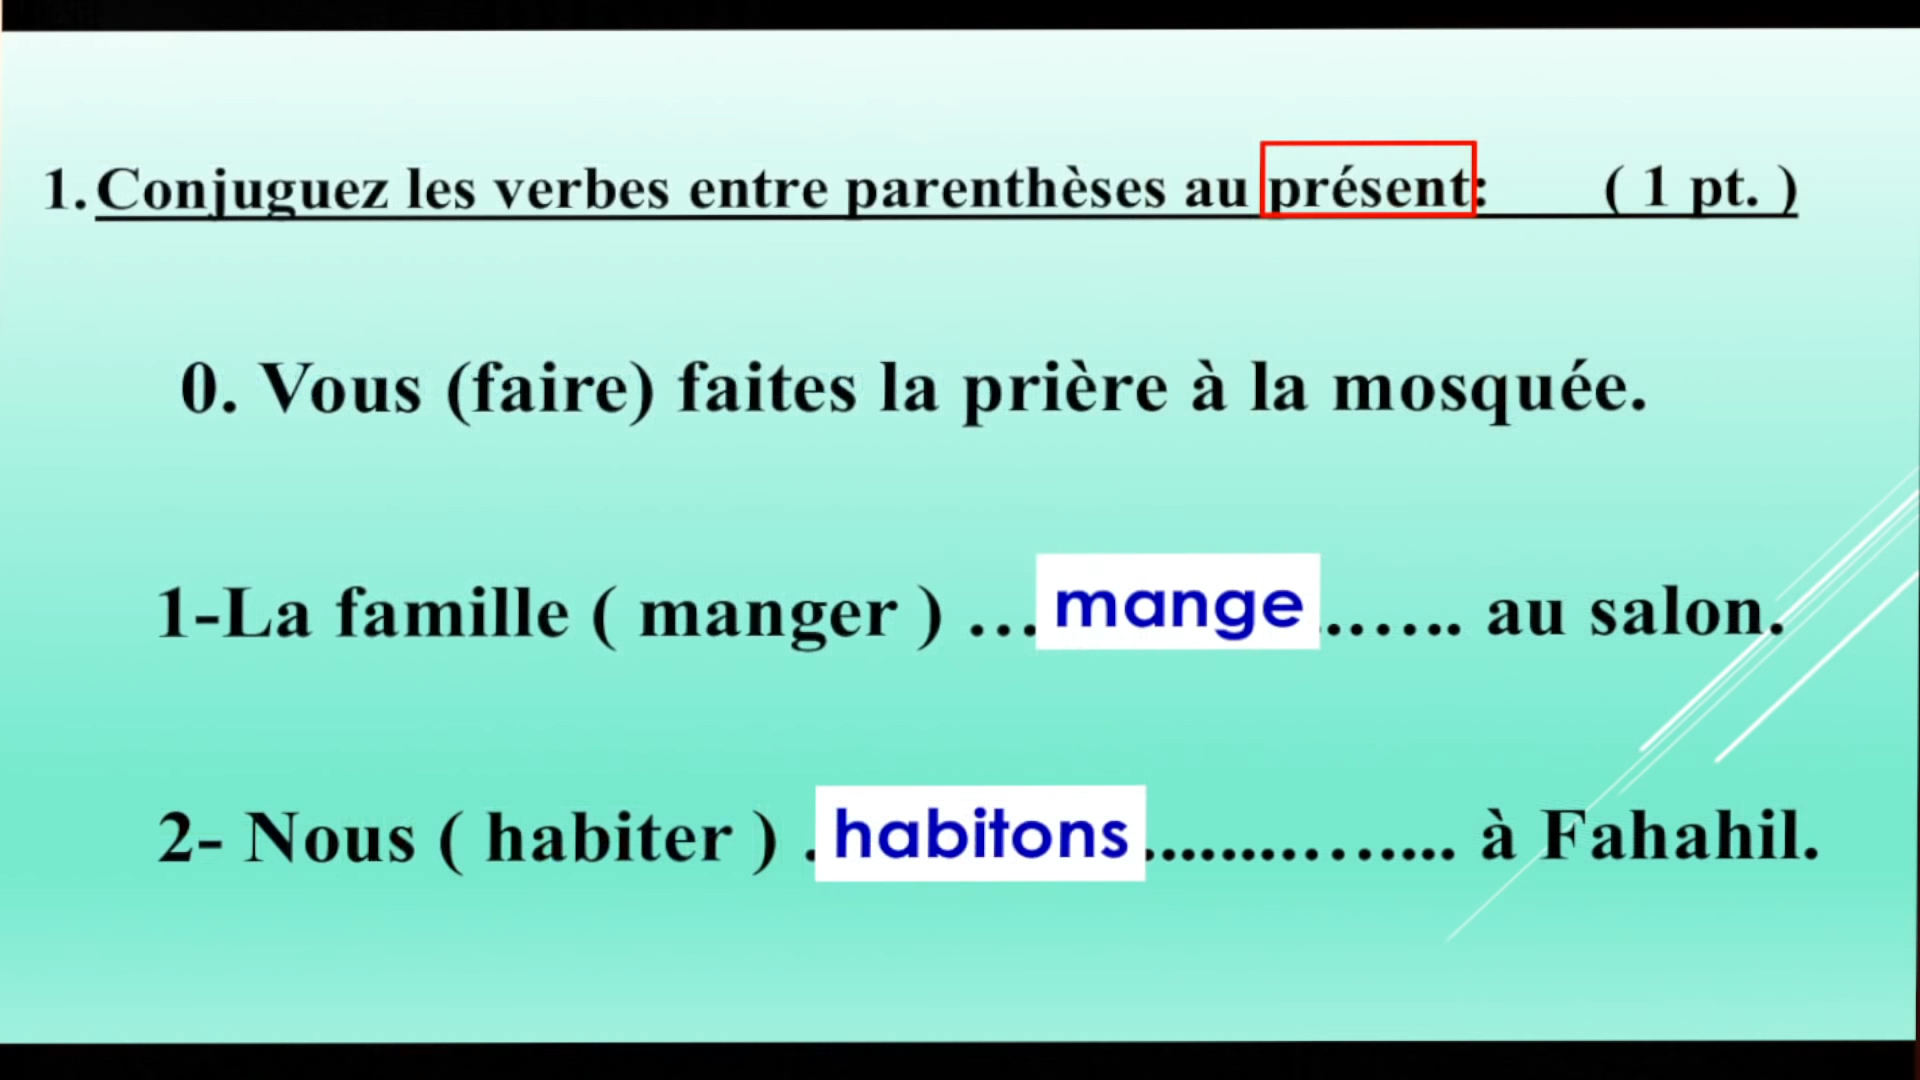 1. Conjuguez les verbes entre parenthèses au présent: ( 1 pt. )
0. Vous (faire) faites la prière à la mosquée.
1-La famille ( manger ) ... mange ........ au salon.
2- Nous ( habiter ) . habitons ................ à Fahahil.